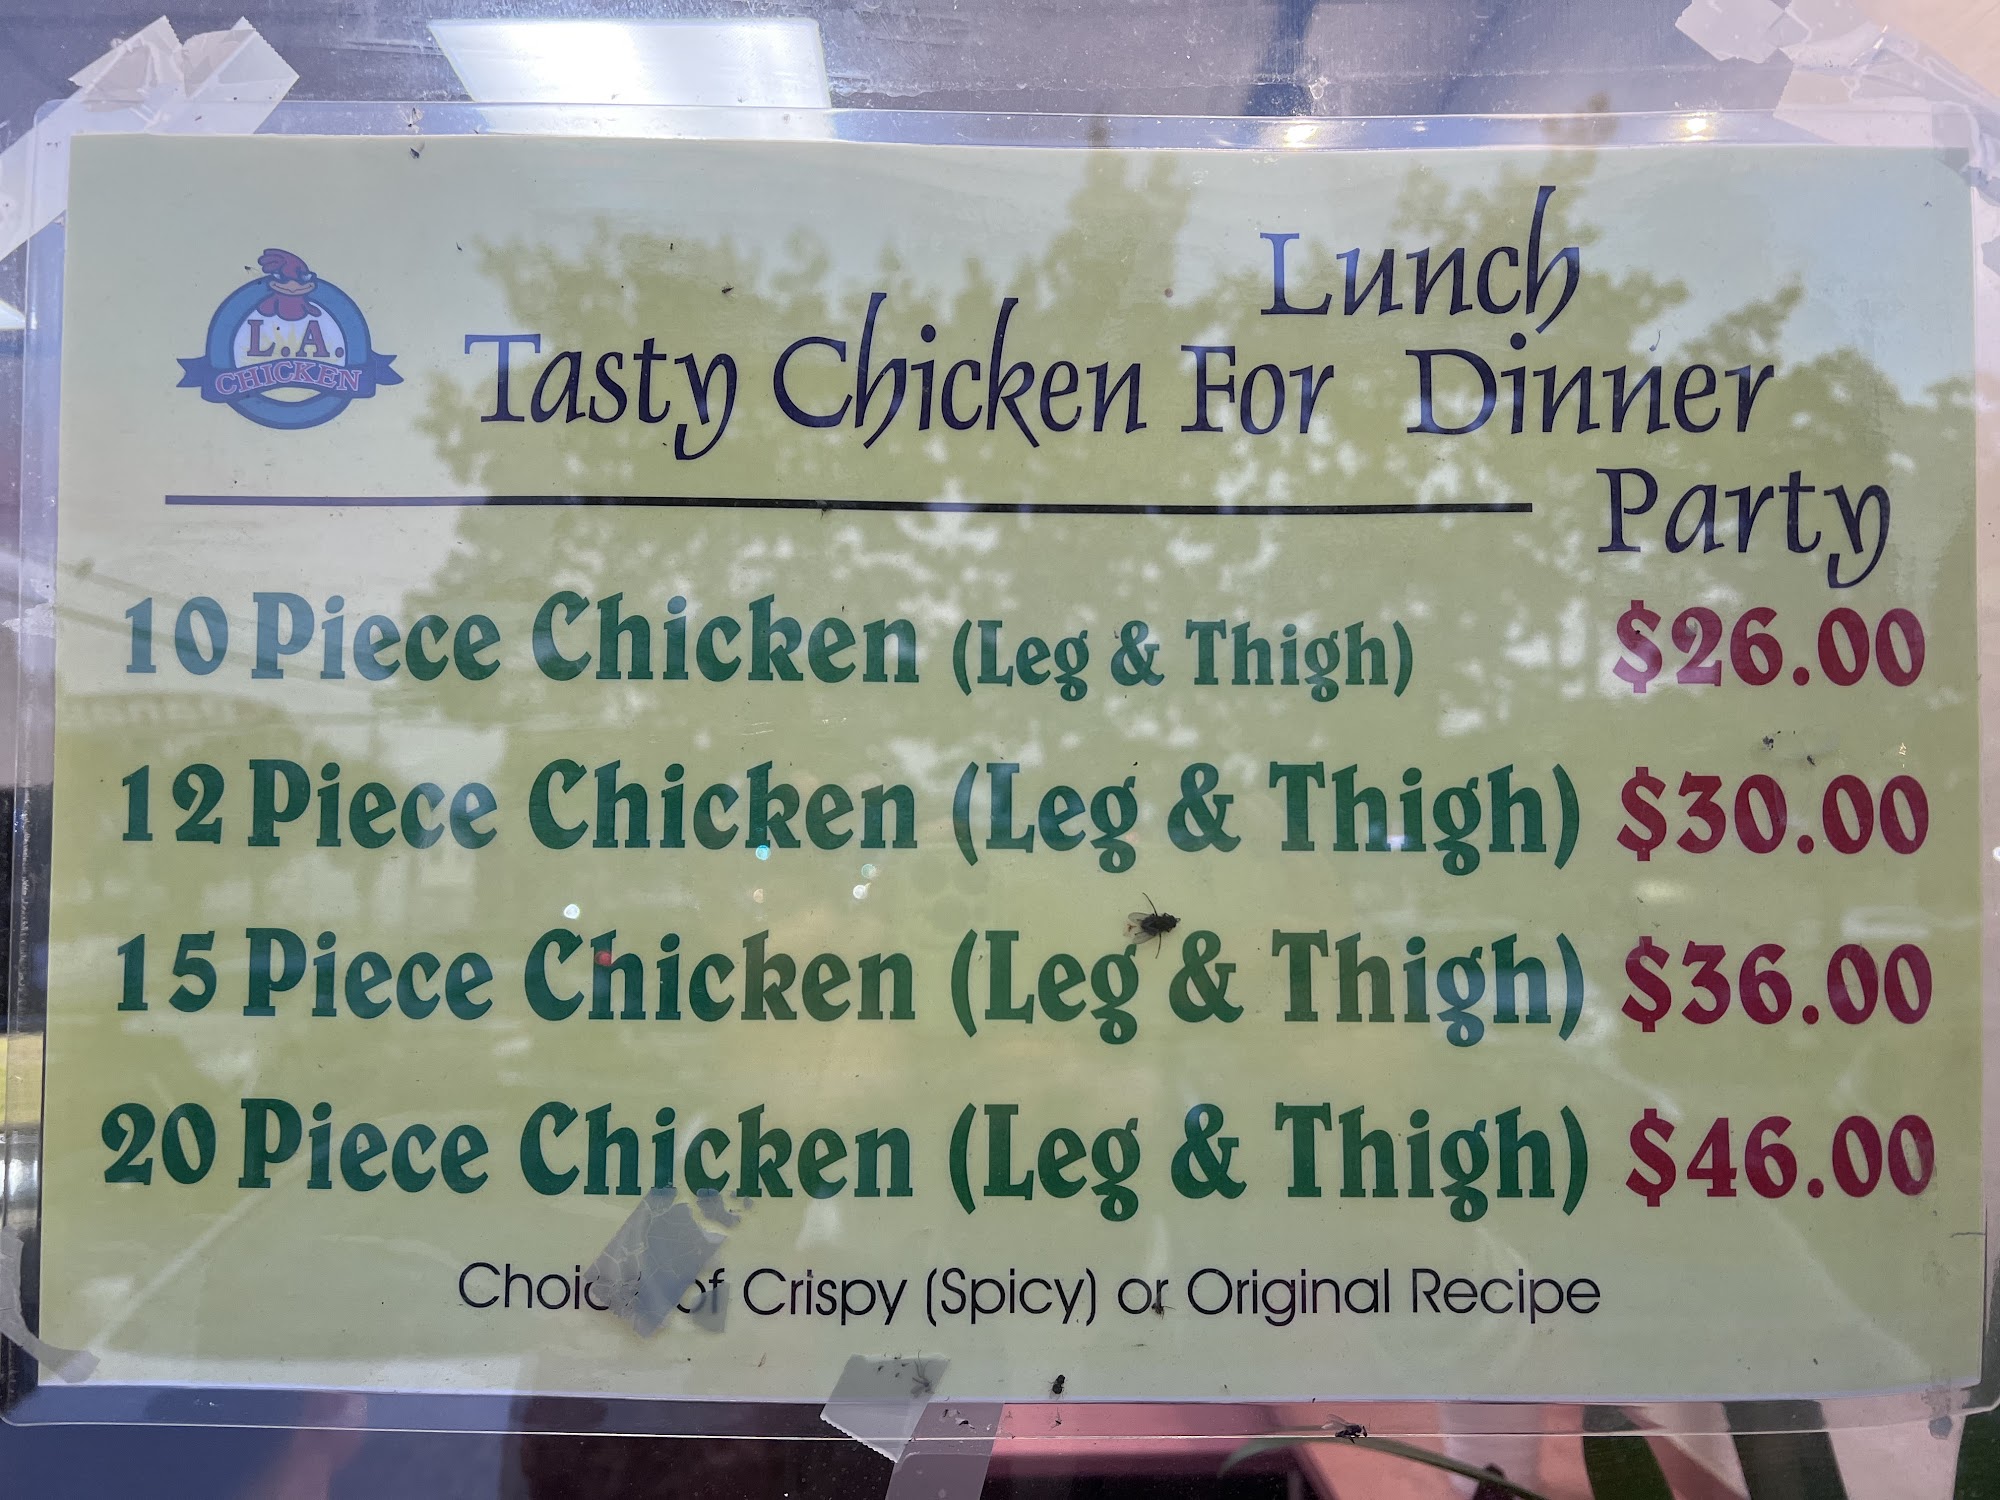 L.A.
CHICKEN
Lunch
Tasty Chicken For Dinner
Party
10 Piece Chicken (Leg & Thigh) $26.00
12 Piece Chicken (Leg & Thigh) $30.00
15 Piece Chicken (Leg & Thigh) $36.00
20 Piece Chicken (Leg & Thigh) $46.00
Choice of Crispy (Spicy) or Original Recipe